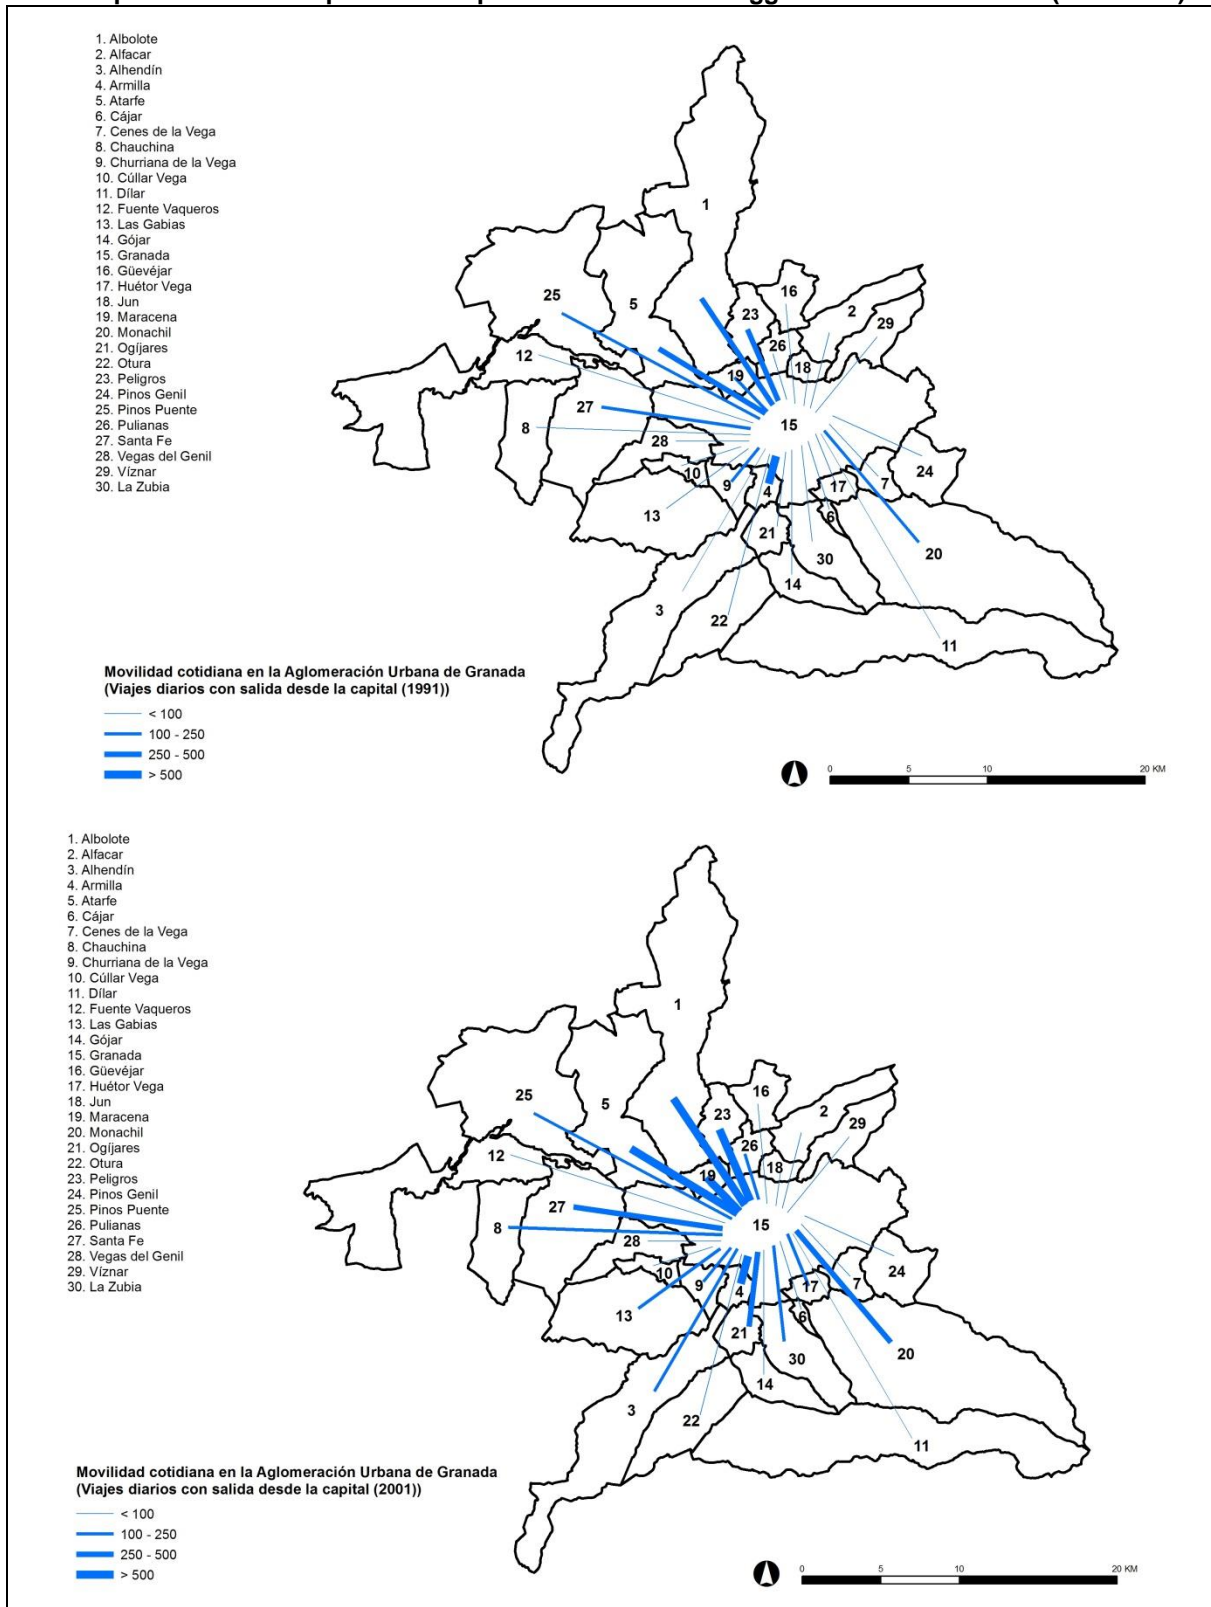 1. Albolote
2. Alfacar
3. Alhendín
4. Armilla
5. Atarfe
6. Cájar
7. Cenes de la Vega
8. Chauchina
9. Churriana de la Vega
10. Cúllar Vega
11. Dílar
12. Fuente Vaqueros
13. Las Gabias
14. Gójar
15. Granada
16. Güevéjar
17. Huétor Vega
18. Jun
19. Maracena
20. Monachil
21. Ogíjares
22. Otura
23. Peligros
24. Pinos Genil
25. Pinos Puente
26. Pulianas
27. Santa Fe
28. Vegas del Genil
29. Víznar
30. La Zubia
1
16
25
5
23
2
29
26
12
19
18
27
15
8
28
24
10
9
4
17
7
13
21
6
20
30
14
3
22
11
Movilidad cotidiana en la Aglomeración Urbana de Granada
(Viajes diarios con salida desde la capital (1991))
< 100
100 - 250
250 - 500
> 500
0 5 10 20 KM
1. Albolote
2. Alfacar
3. Alhendín
4. Armilla
5. Atarfe
6. Cájar
7. Cenes de la Vega
8. Chauchina
9. Churriana de la Vega
10. Cúllar Vega
11. Dílar
12. Fuente Vaqueros
13. Las Gabias
14. Gójar
15. Granada
16. Güevéjar
17. Huétor Vega
18. Jun
19. Maracena
20. Monachil
21. Ogíjares
22. Otura
23. Peligros
24. Pinos Genil
25. Pinos Puente
26. Pulianas
27. Santa Fe
28. Vegas del Genil
29. Víznar
30. La Zubia
1
16
25
5
23
2
29
26
12
19
18
27
15
8
28
24
10
9
4
17
7
13
21
6
20
30
14
3
22
11
Movilidad cotidiana en la Aglomeración Urbana de Granada
(Viajes diarios con salida desde la capital (2001))
< 100
100 - 250
250 - 500
> 500
0 5 10 20 KM